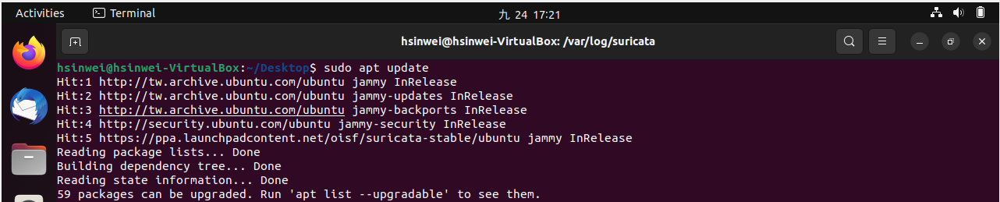 Activities Terminal 九 24 17:21
hsinwei@hsinwei-VirtualBox: /var/log/suricata
hsinwei@hsinwei-VirtualBox:~/Desktop$ sudo apt update
Hit:1 http://tw.archive.ubuntu.com/ubuntu jammy InRelease
Hit:2 http://tw.archive.ubuntu.com/ubuntu jammy-updates InRelease
Hit:3 http://tw.archive.ubuntu.com/ubuntu jammy-backports InRelease
Hit:4 http://security.ubuntu.com/ubuntu jammy-security InRelease
Hit:5 https://ppa.launchpadcontent.net/oisf/suricata-stable/ubuntu jammy InRelease
Reading package lists... Done
Building dependency tree... Done
Reading state information... Done
59 packages can be upgraded. Run 'apt list --upgradable' to see them.